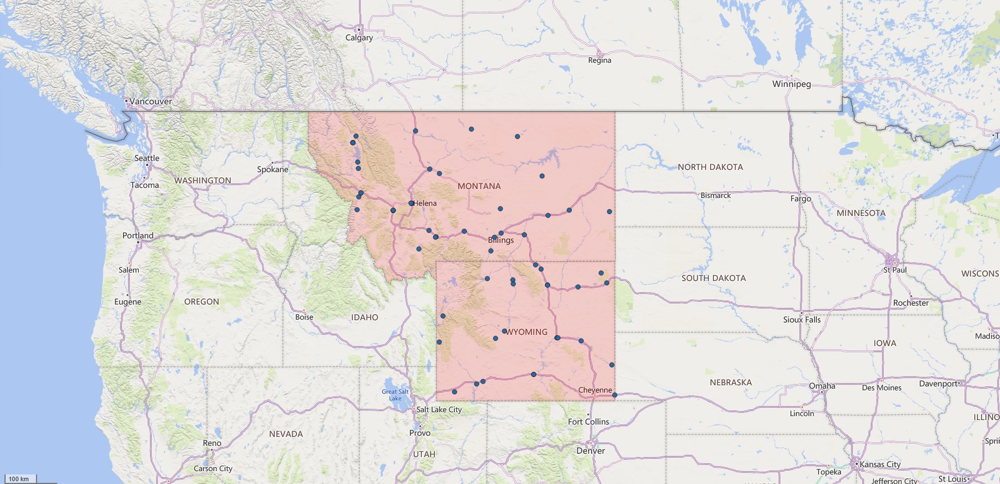 Calgary
Regina
Winnipeg
Vancouver
Seattle
Spokane
NORTH DAKOTA
Tacoma
WASHINGTON
MONTANA
Helena
Bismarck
Fargo
MINNESOTA
Portland
Billings
Salem
St Paul
WISCONS
SOUTH DAKOTA
Eugene
OREGON
Rochester
Boise
IDAHO
Sioux Falls
WYOMING
Madiso
IOWA
NEBRASKA
Omaha
Davenport
Des Moines
Great Salt
Lake
Cheyenne
Salt Lake City
Lincoln
ILLINO
Fort Collins
NEVADA
Provo
Reno
Denver
UTAH
Sprin
Carson City
Kansas City
Topeka
100 km
St Louis
Jefferson City